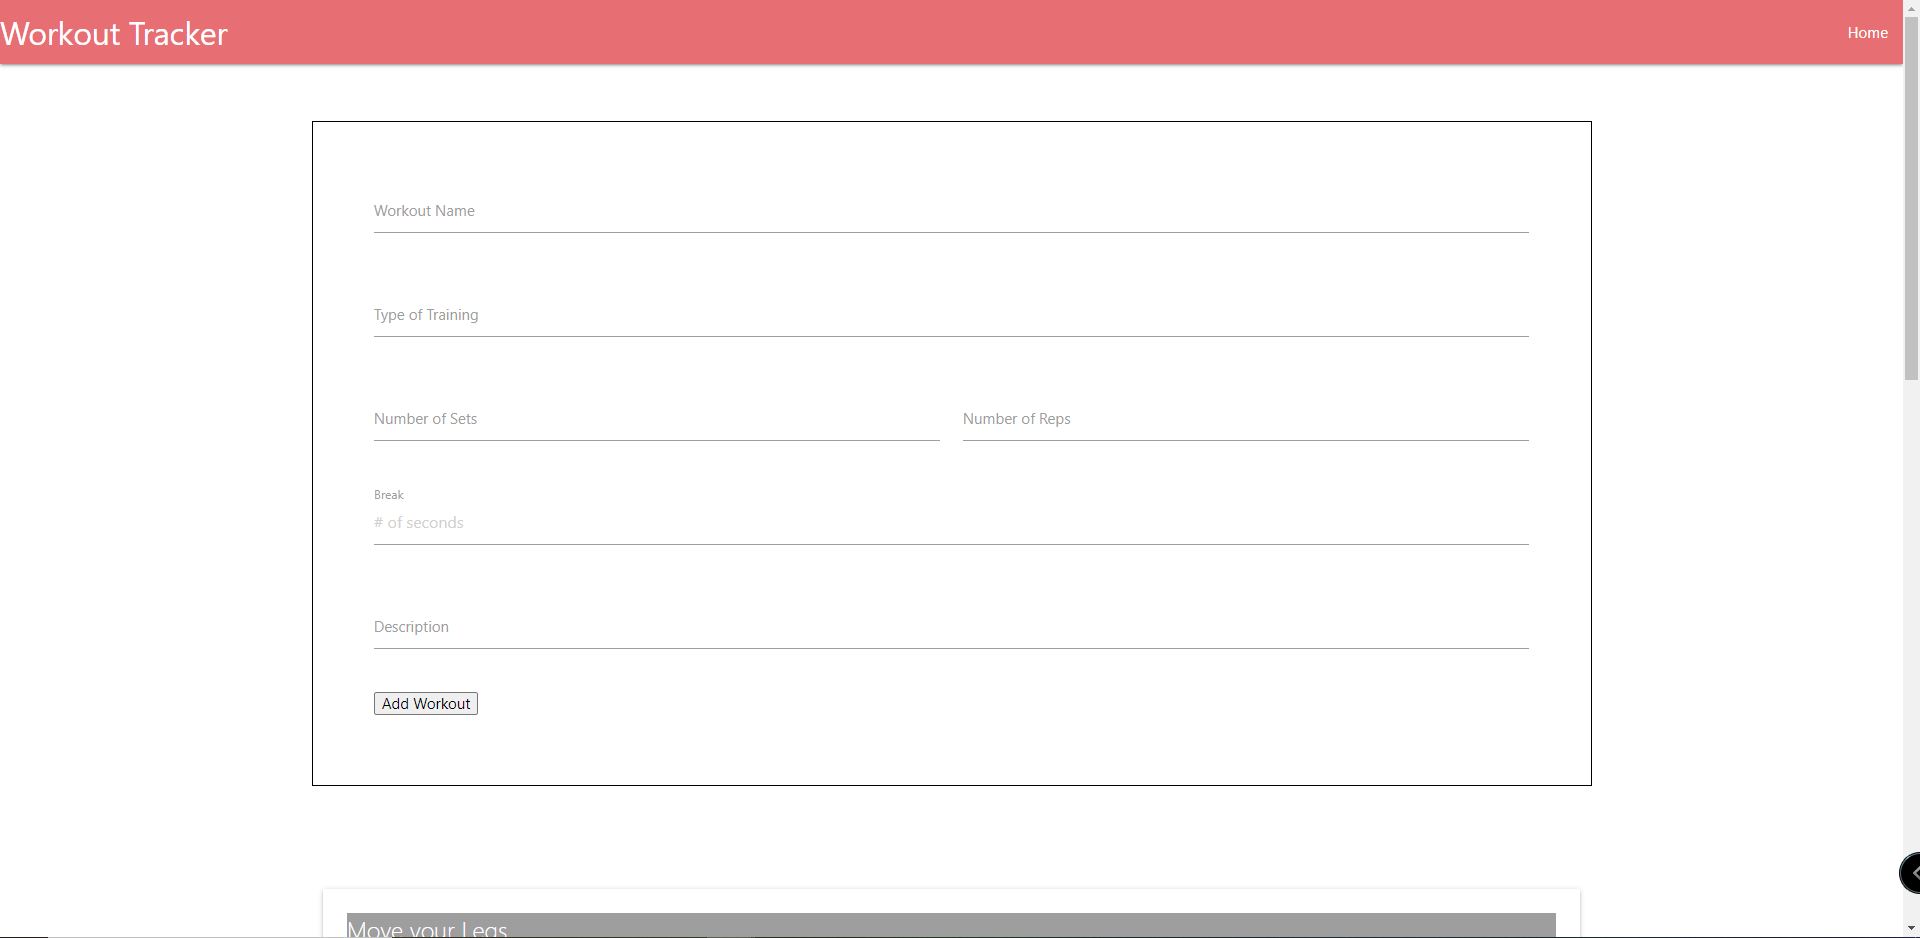 Workout Tracker
Home
Workout Name
Type of Training
Number of Sets
Number of Reps
Break
# of seconds
Description
Add Workout
Move your Legs